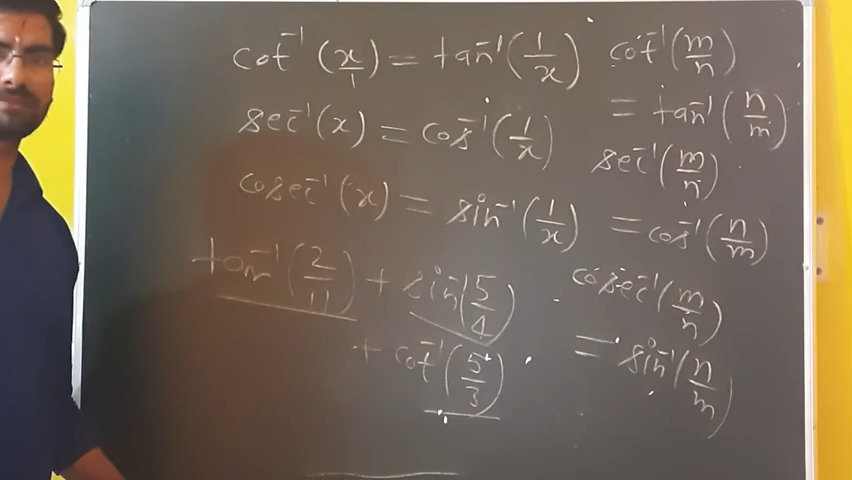 cot⁻¹(x/1) = tan⁻¹(1/x)
sec⁻¹(x) = cos⁻¹(1/x)
cosec⁻¹(x) = sin⁻¹(1/x)
tan⁻¹(2/11) + sin⁻¹(5/4)
+ cot⁻¹(5/3)
cot⁻¹(m/n)
= tan⁻¹(n/m)
sec⁻¹(m/n)
= cos⁻¹(n/m)
cosec⁻¹(m/n)
= sin⁻¹(n/m)